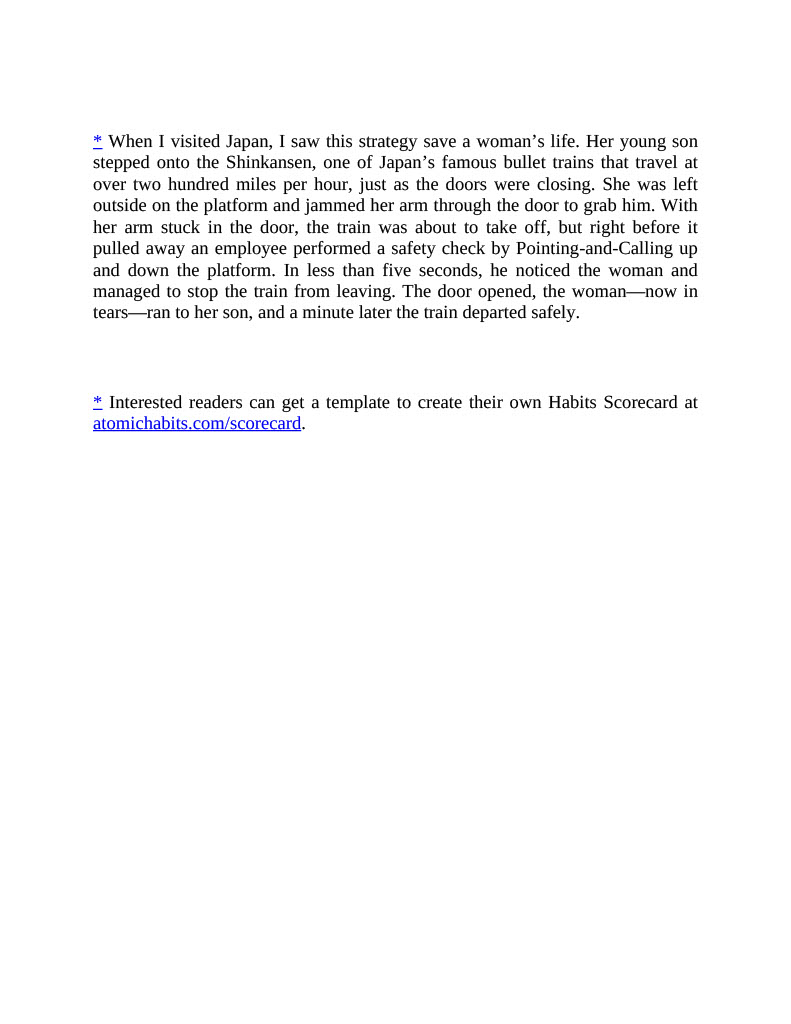 * When I visited Japan, I saw this strategy save a woman’s life. Her young son
stepped onto the Shinkansen, one of Japan’s famous bullet trains that travel at
over two hundred miles per hour, just as the doors were closing. She was left
outside on the platform and jammed her arm through the door to grab him. With
her arm stuck in the door, the train was about to take off, but right before it
pulled away an employee performed a safety check by Pointing-and-Calling up
and down the platform. In less than five seconds, he noticed the woman and
managed to stop the train from leaving. The door opened, the woman—now in
tears—ran to her son, and a minute later the train departed safely.
* Interested readers can get a template to create their own Habits Scorecard at
atomichabits.com/scorecard.